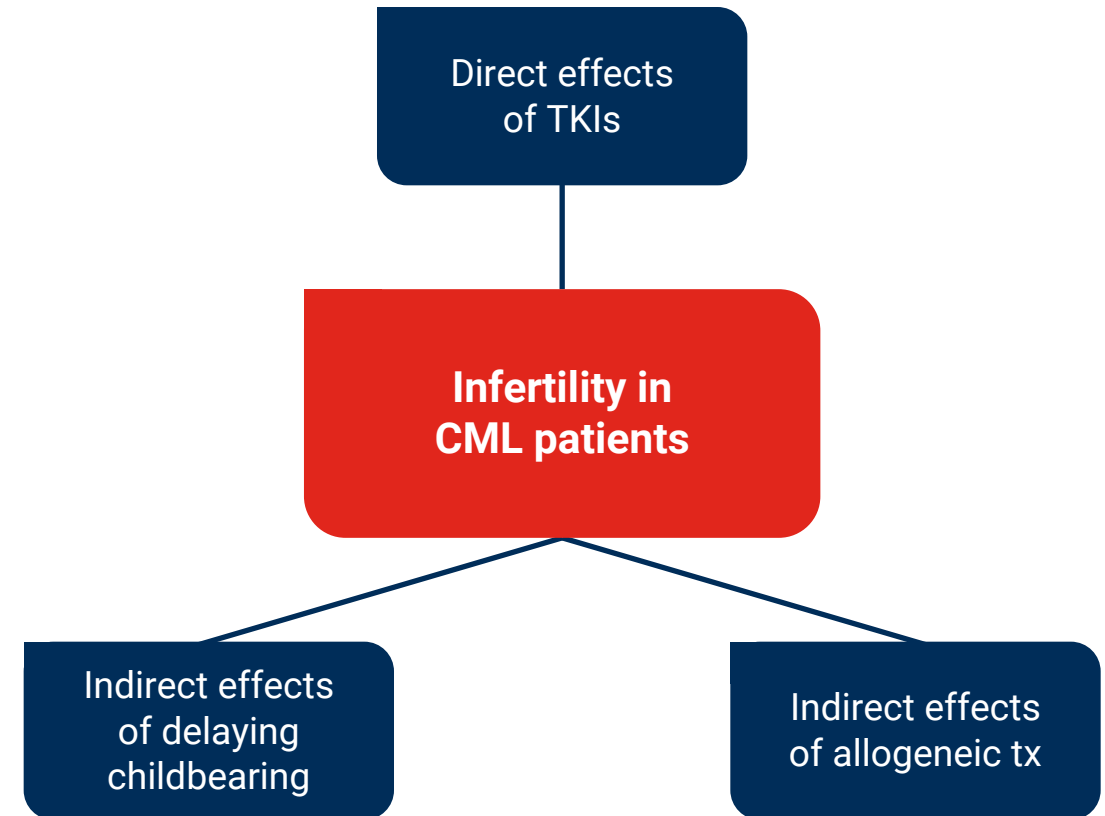 Direct effects
of TKIs
Infertility in
CML patients
Indirect effects
of delaying
childbearing
Indirect effects
of allogeneic tx